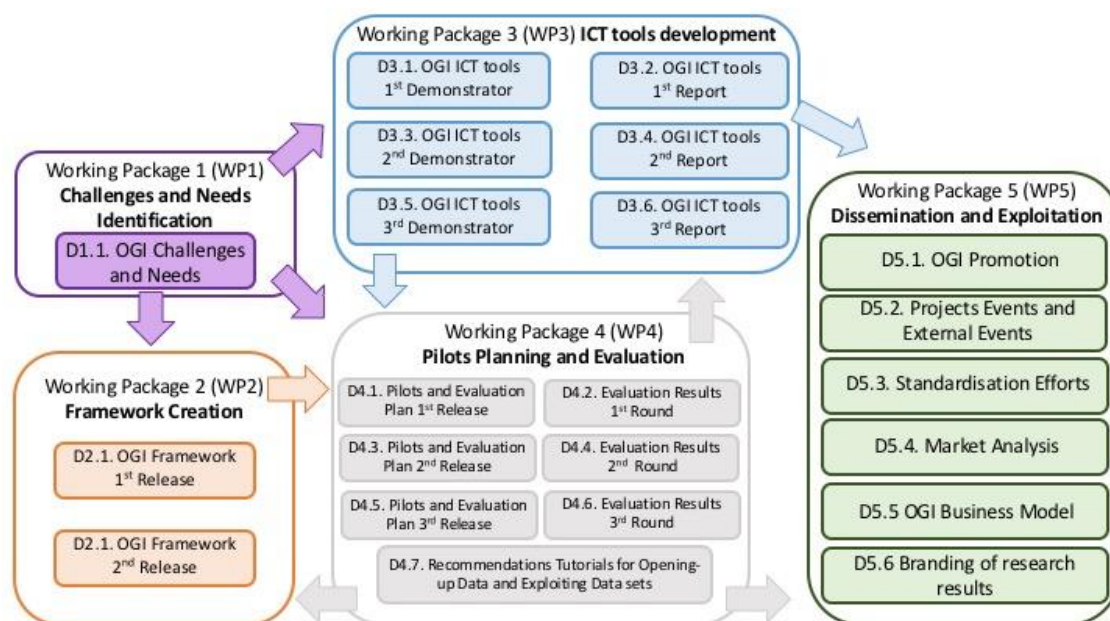 Working Package 3 (WP3) ICT tools development
D3.1. OGI ICT tools
1st Demonstrator
D3.2. OGI ICT tools
1st Report
D3.3. OGI ICT tools
2nd Demonstrator
D3.4. OGI ICT tools
2nd Report
D3.5. OGI ICT tools
3rd Demonstrator
D3.6. OGI ICT tools
3rd Report
Working Package 1 (WP1)
Challenges and Needs
Identification
D1.1. OGI Challenges
and Needs
Working Package 2 (WP2)
Framework Creation
D2.1. OGI Framework
1st Release
D2.1. OGI Framework
2nd Release
Working Package 4 (WP4)
Pilots Planning and Evaluation
D4.1. Pilots and Evaluation
Plan 1st Release
D4.2. Evaluation Results
1st Round
D4.3. Pilots and Evaluation
Plan 2nd Release
D4.4. Evaluation Results
2nd Round
D4.5. Pilots and Evaluation
Plan 3rd Release
D4.6. Evaluation Results
3rd Round
D4.7. Recommendations Tutorials for Opening-
up Data and Exploiting Data sets
Working Package 5 (WP5)
Dissemination and Exploitation
D5.1. OGI Promotion
D5.2. Projects Events and
External Events
D5.3. Standardisation Efforts
D5.4. Market Analysis
D5.5 OGI Business Model
D5.6 Branding of research
results